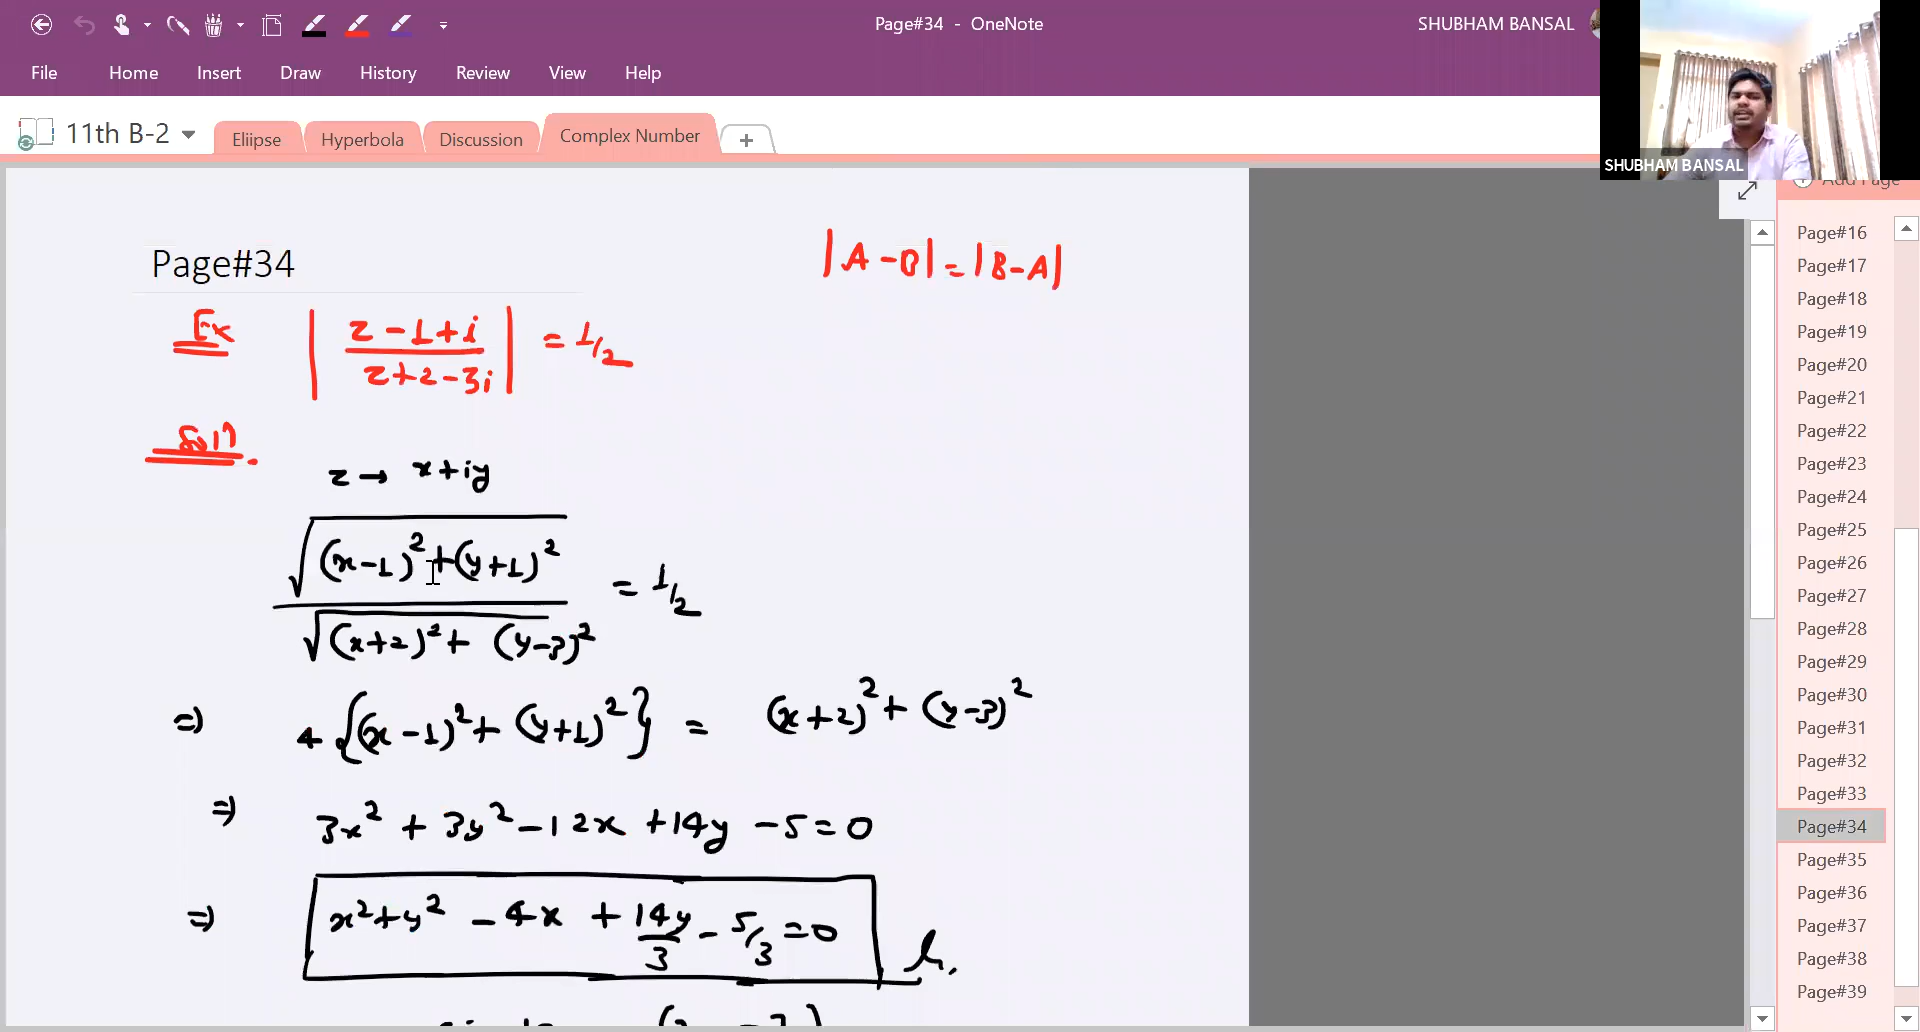 Page#34 - OneNote
SHUBHAM BANSAL
File Home Insert Draw History Review View Help
11th B-2 Eliipse Hyperbola Discussion Complex Number +
SHUBHAM BANSAL
Add Page
Page#34
|A-B| = |B-A|
Ex | (z-1+i)/(z+2-3i) | = 1/2
Sol?
z → x+iy
√((x-1)²+(y+1)²) / √((x+2)²+(y-3)²) = 1/2
⇒ 4{(x-1)²+(y+1)²} = (x+2)²+(y-3)²
⇒ 3x²+3y²-12x+14y-5=0
⇒ x²+y²-4x+14y/3-5/3=0
Page#16
Page#17
Page#18
Page#19
Page#20
Page#21
Page#22
Page#23
Page#24
Page#25
Page#26
Page#27
Page#28
Page#29
Page#30
Page#31
Page#32
Page#33
Page#34
Page#35
Page#36
Page#37
Page#38
Page#39